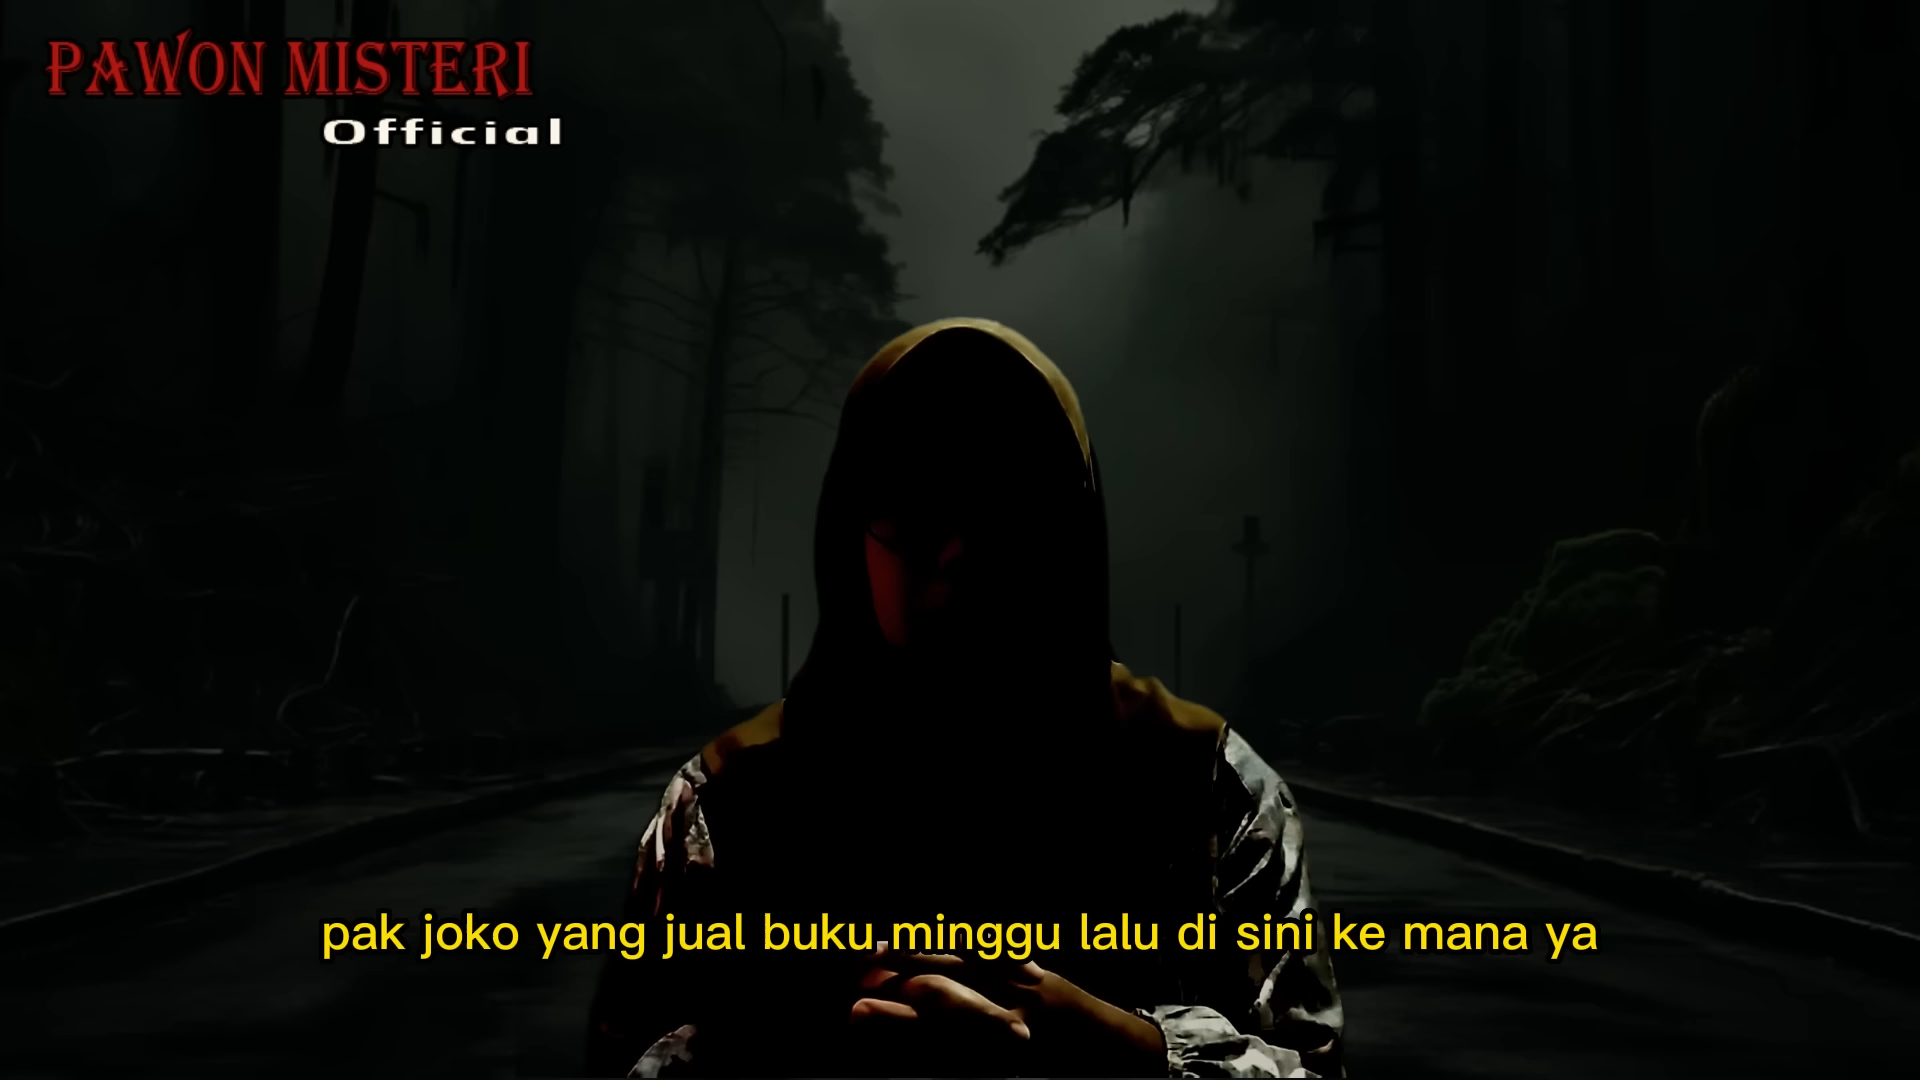 PAWON MISTERI
Official
pak joko yang jual buku minggu lalu di sini ke mana ya